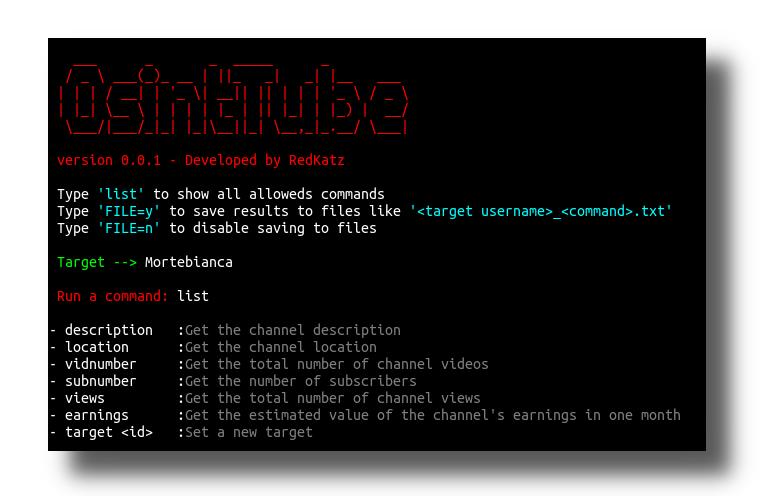 OsintTube
version 0.0.1 - Developed by RedKatz
Type 'list' to show all alloweds commands
Type 'FILE=y' to save results to files like '<target username>_<command>.txt'
Type 'FILE=n' to disable saving to files
Target --> Mortebianca
Run a command: list
- description   :Get the channel description
- location      :Get the channel location
- vidnumber     :Get the total number of channel videos
- subnumber     :Get the number of subscribers
- views         :Get the total number of channel views
- earnings      :Get the estimated value of the channel's earnings in one month
- target <id>   :Set a new target